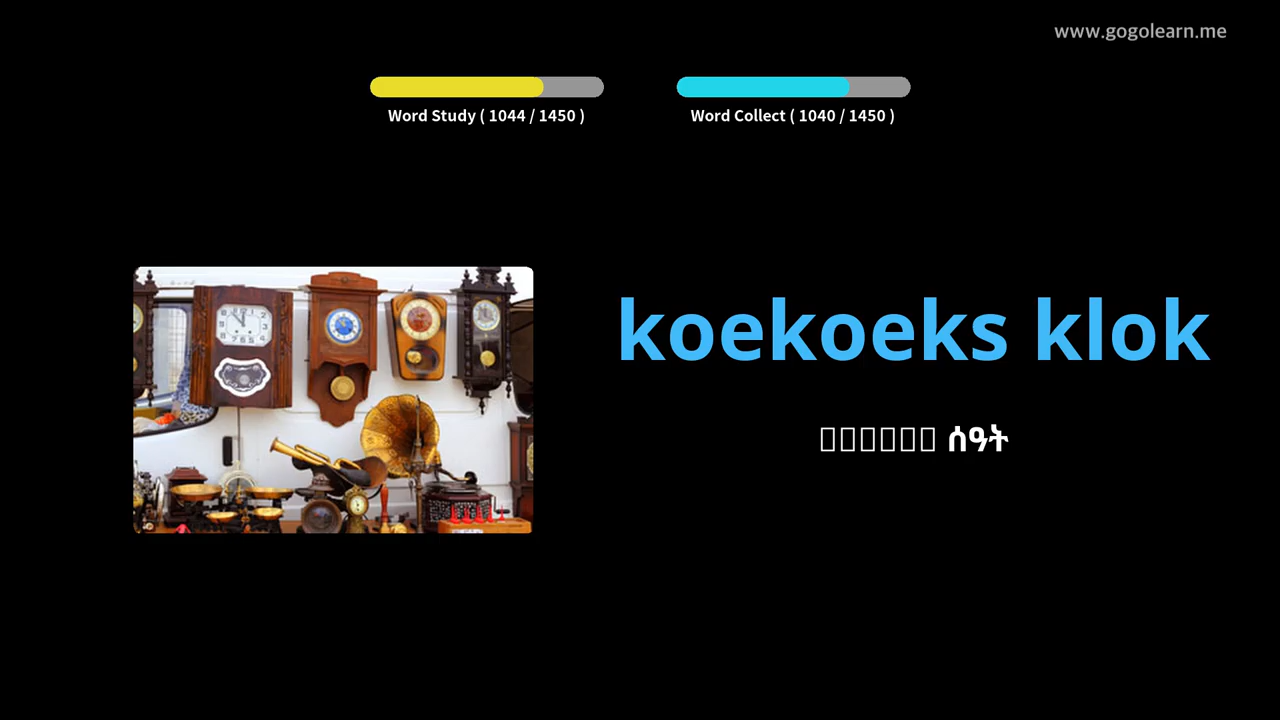 www.gogolearn.me
Word Study ( 1044 / 1450 )
Word Collect ( 1040 / 1450 )
koekoeks klok
ሰዓት